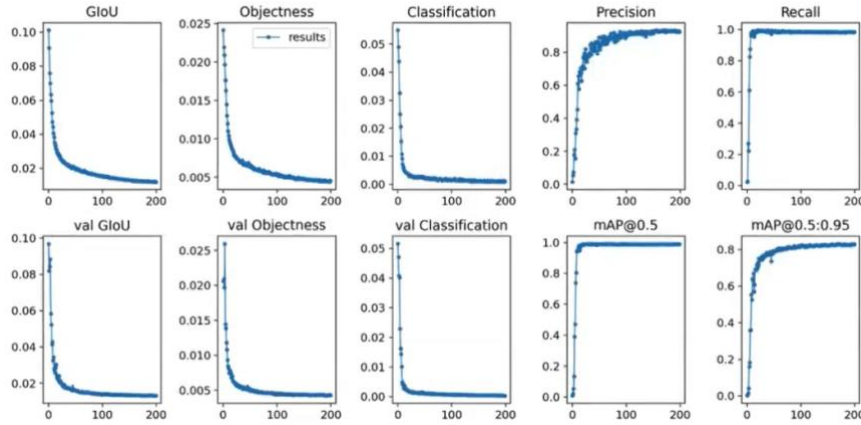 GIoU
0.10
0.08
0.06
0.04
0.02
0 100 200
Objectness
results
0.025
0.020
0.015
0.010
0.005
0 100 200
Classification
0.05
0.04
0.03
0.02
0.01
0.00
0 100 200
Precision
0.8
0.6
0.4
0.2
0.0
0 100 200
Recall
1.0
0.8
0.6
0.4
0.2
0.0
0 100 200
val GIoU
0.10
0.08
0.06
0.04
0.02
0 100 200
val Objectness
0.025
0.020
0.015
0.010
0.005
0 100 200
val Classification
0.05
0.04
0.03
0.02
0.01
0.00
0 100 200
mAP@0.5
1.0
0.8
0.6
0.4
0.2
0.0
0 100 200
mAP@0.5:0.95
0.8
0.6
0.4
0.2
0.0
0 100 200